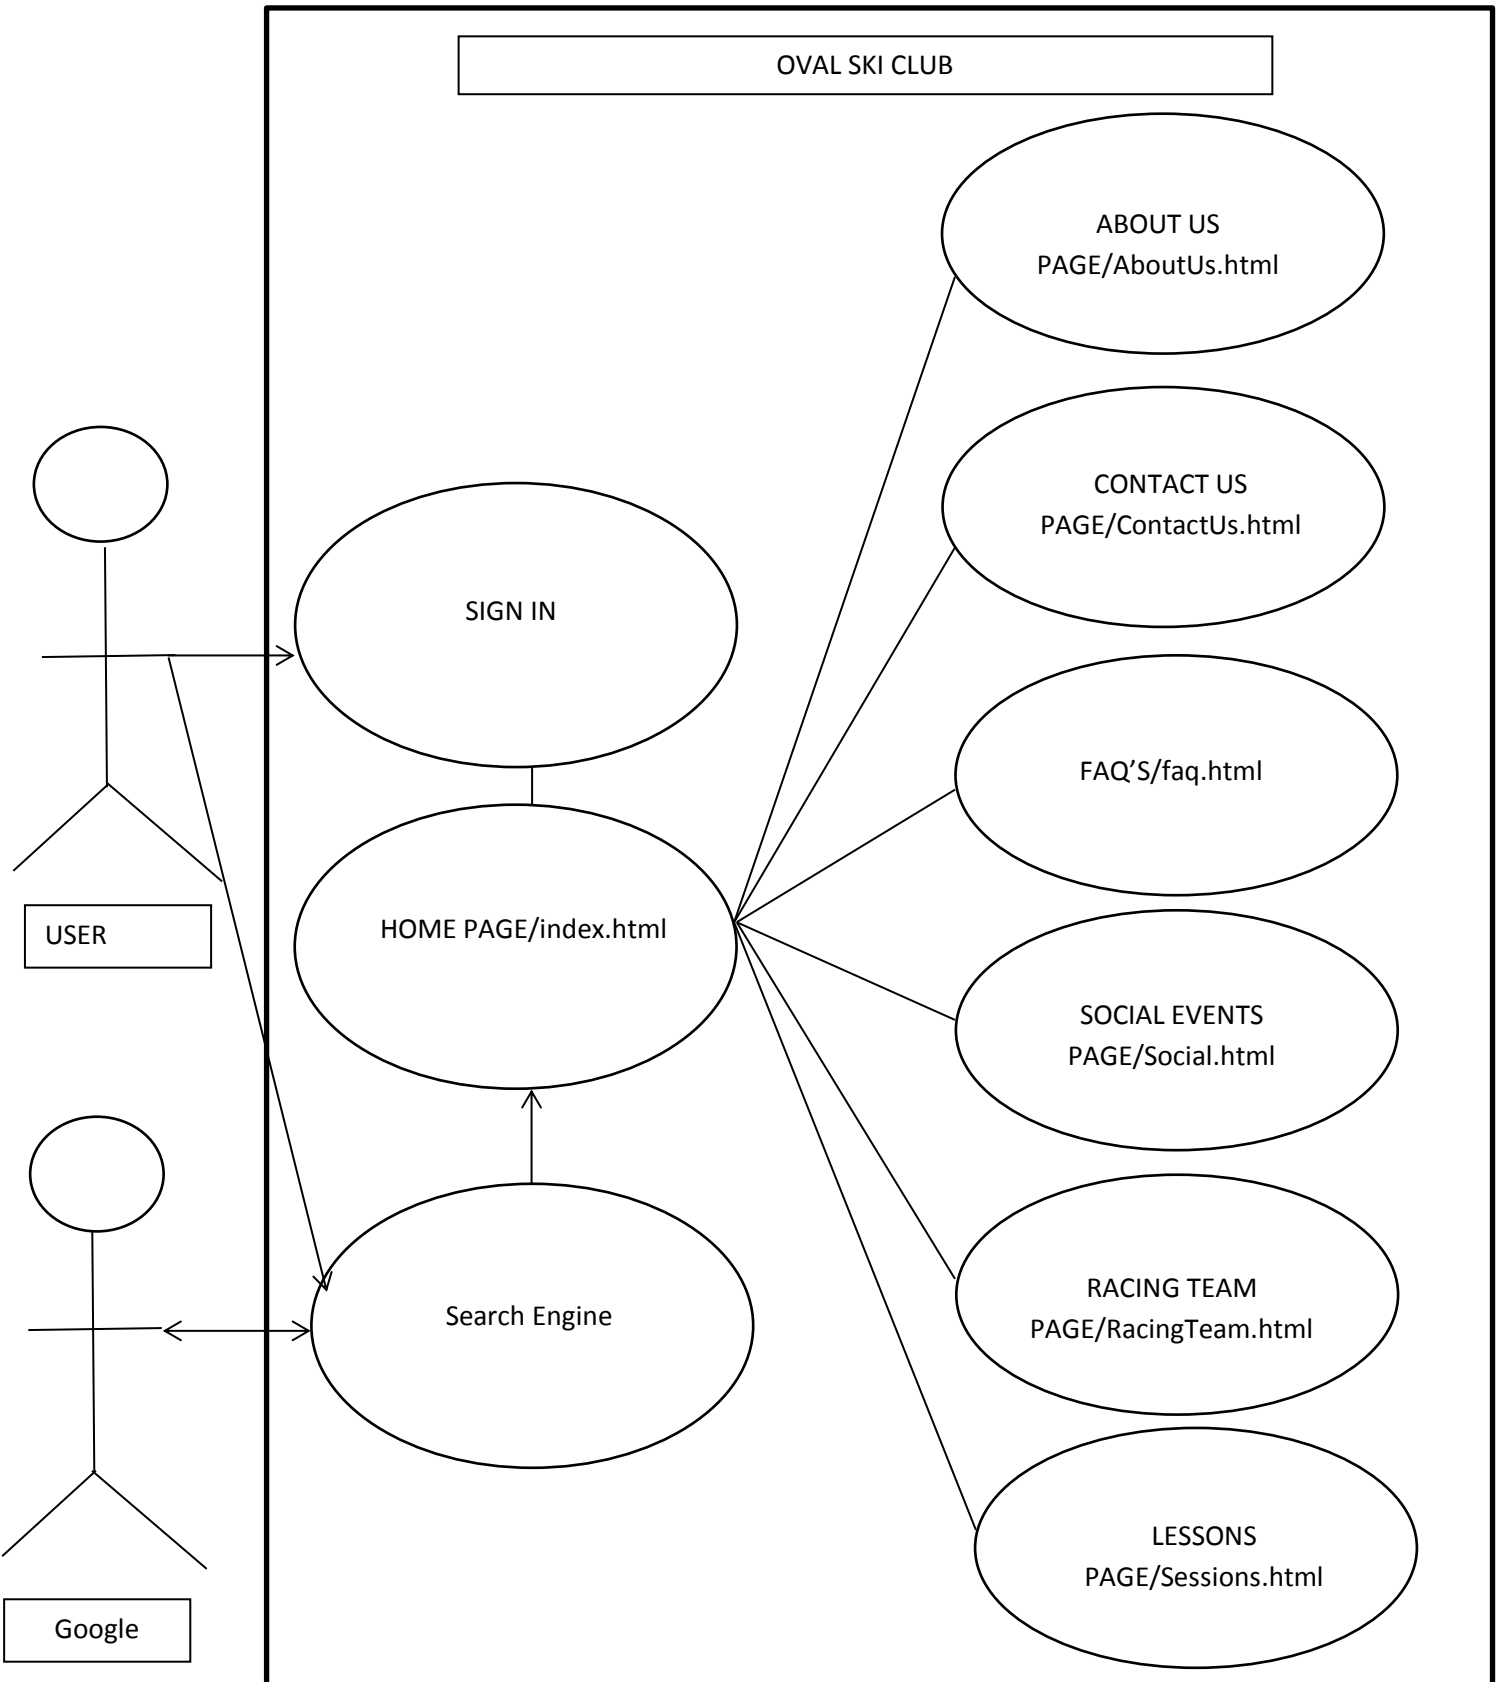 OVAL SKI CLUB
ABOUT US
PAGE/AboutUs.html
CONTACT US
PAGE/ContactUs.html
SIGN IN
FAQ’S/faq.html
HOME PAGE/index.html
USER
SOCIAL EVENTS
PAGE/Social.html
Search Engine
RACING TEAM
PAGE/RacingTeam.html
LESSONS
PAGE/Sessions.html
Google